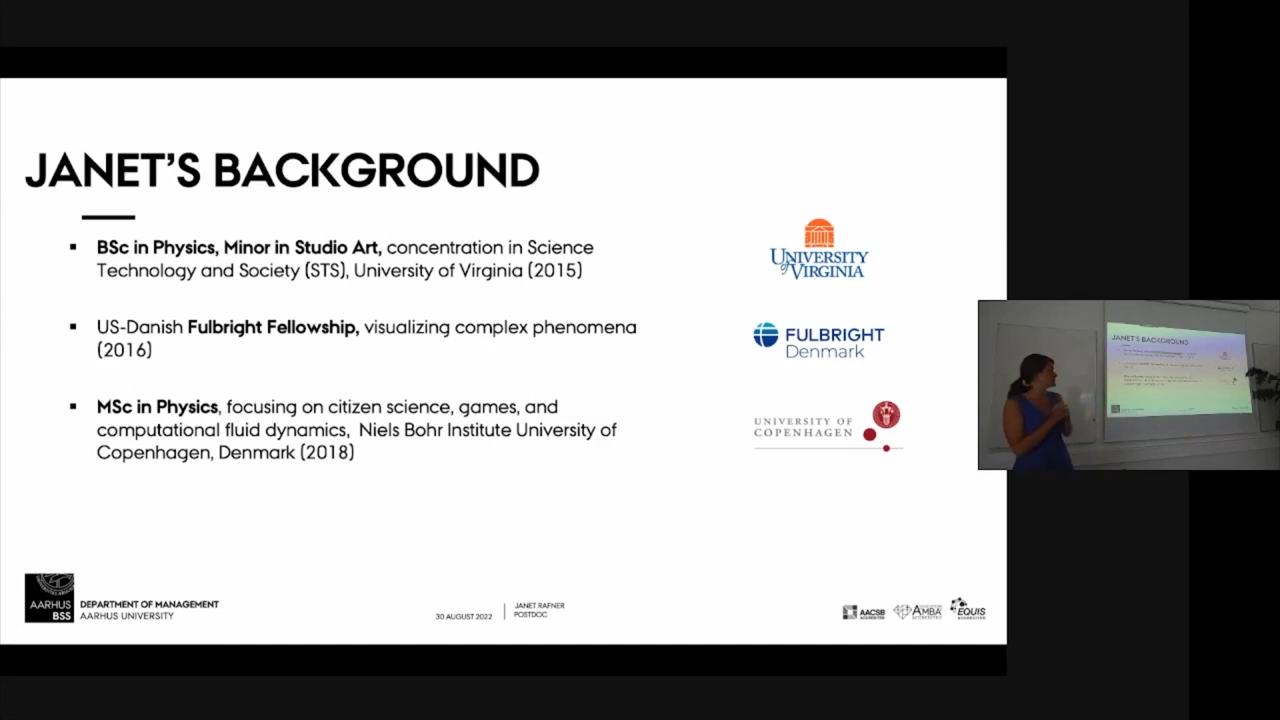 JANET'S BACKGROUND
▪ BSc in Physics, Minor in Studio Art, concentration in Science
Technology and Society (STS), University of Virginia (2015)
▪ US-Danish Fulbright Fellowship, visualizing complex phenomena
(2016)
▪ MSc in Physics, focusing on citizen science, games, and
computational fluid dynamics, Niels Bohr Institute University of
Copenhagen, Denmark (2018)
UNIVERSITY
of VIRGINIA
FULBRIGHT
Denmark
UNIVERSITY OF
COPENHAGEN
JANET'S BACKGROUND
AARHUS
BSS
DEPARTMENT OF MANAGEMENT
AARHUS UNIVERSITY
30 AUGUST 2022
JANET RAFNER
POSTDOC
AACSB
ACCREDITED
AMBA
ACCREDITED
EQUIS
ACCREDITED